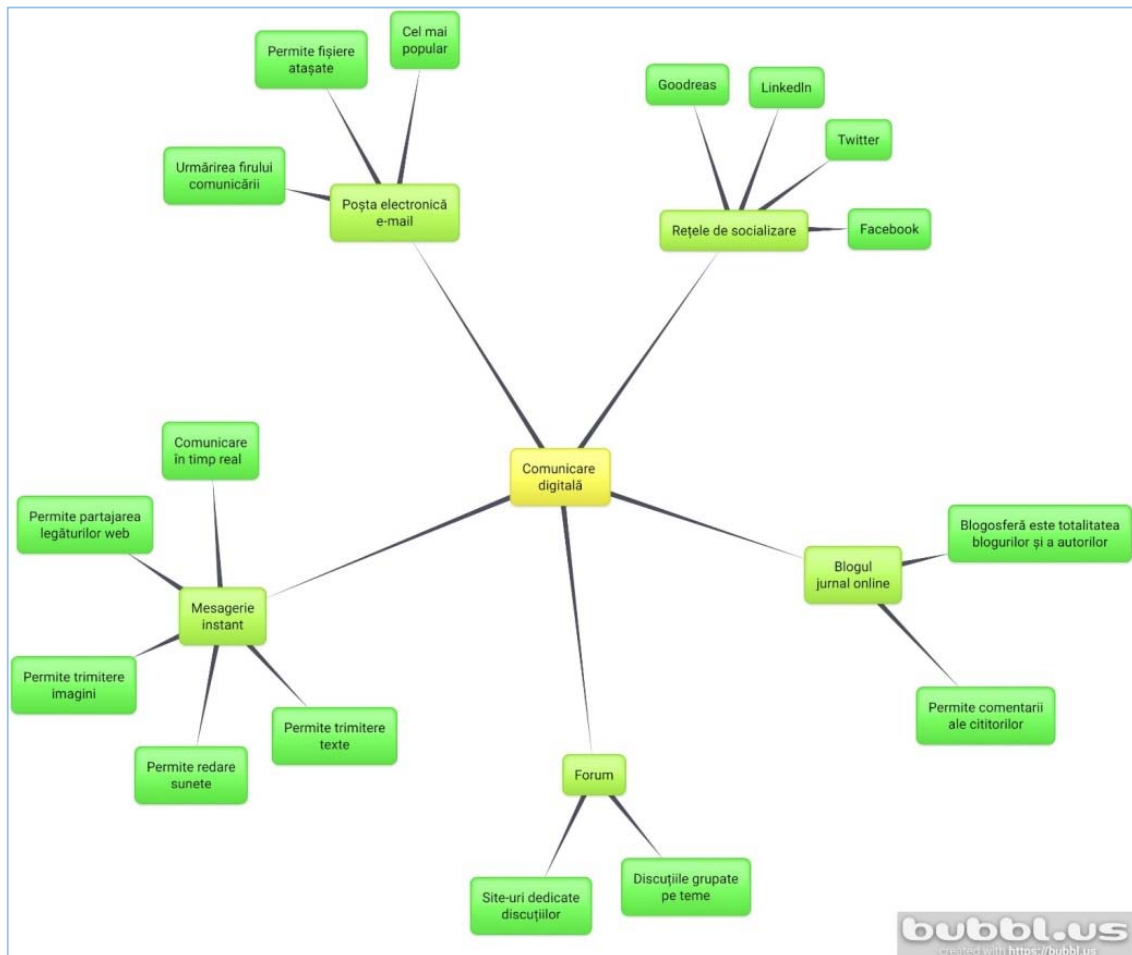 Cel mai
popular
Permite fișiere
atașate
Urmărirea firului
comunicării
Poșta electronică
e-mail
Goodreas
LinkedIn
Twitter
Facebook
Rețele de socializare
Comunicare
digitală
Comunicare
în timp real
Permite partajarea
legăturilor web
Mesagerie
instant
Permite trimitere
imagini
Permite redare
sunete
Permite trimitere
texte
Blogosferă este totalitatea
blogurilor și a autorilor
Blogul
jurnal online
Permite comentarii
ale cititorilor
Forum
Site-uri dedicate
discuțiilor
Discuțiile grupate
pe teme
bubbl.us
created with https://bubbl.us